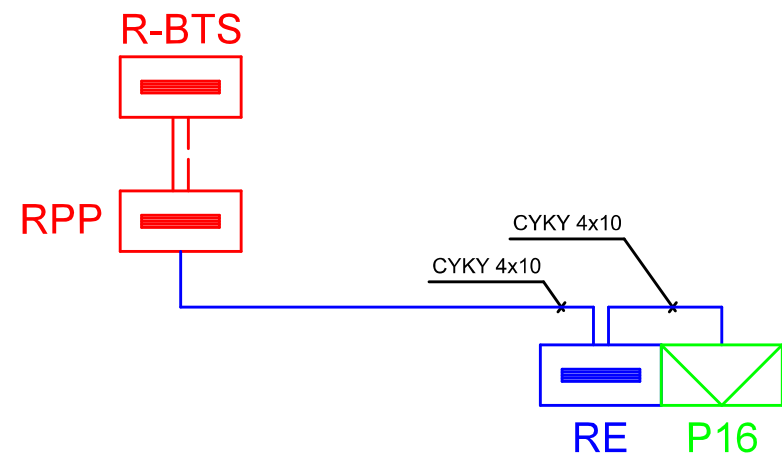 R-BTS
RPP
CYKY 4x10
CYKY 4x10
RE
P16